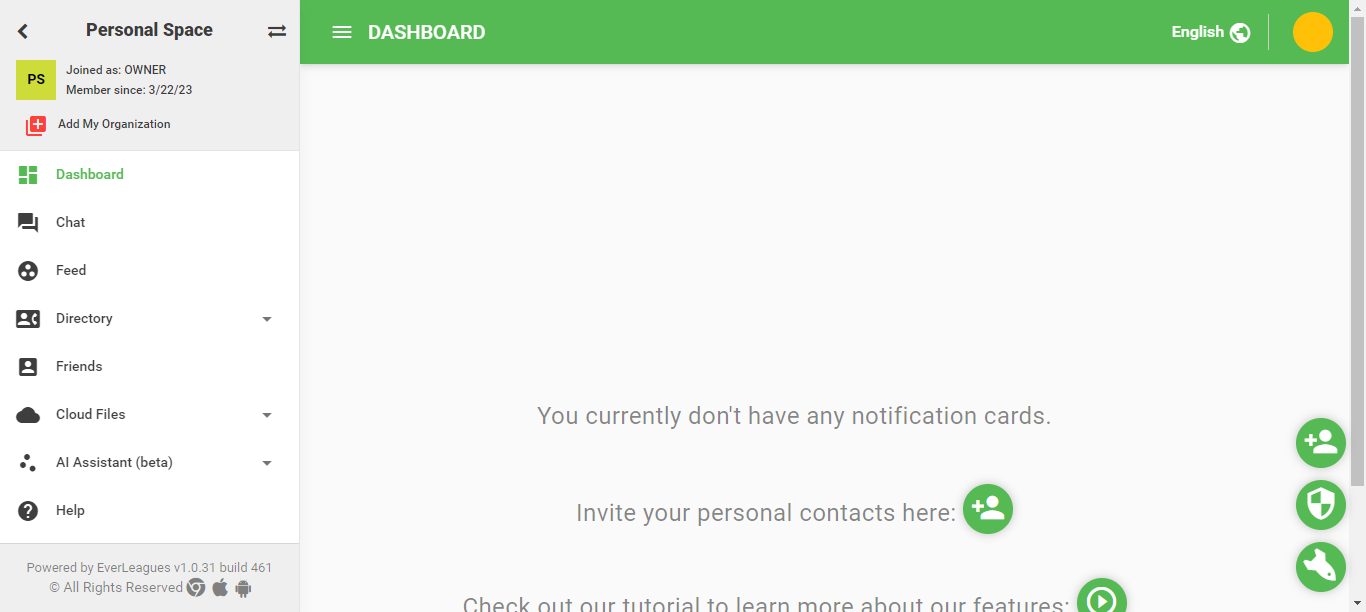 Personal Space
PS
Joined as: OWNER
Member since: 3/22/23
Add My Organization
Dashboard
Chat
Feed
Directory
Friends
Cloud Files
AI Assistant (beta)
Help
Powered by EverLeagues v1.0.31 build 461
© All Rights Reserved
DASHBOARD
English
You currently don't have any notification cards.
Invite your personal contacts here:
Check out our tutorial to learn more about our features: